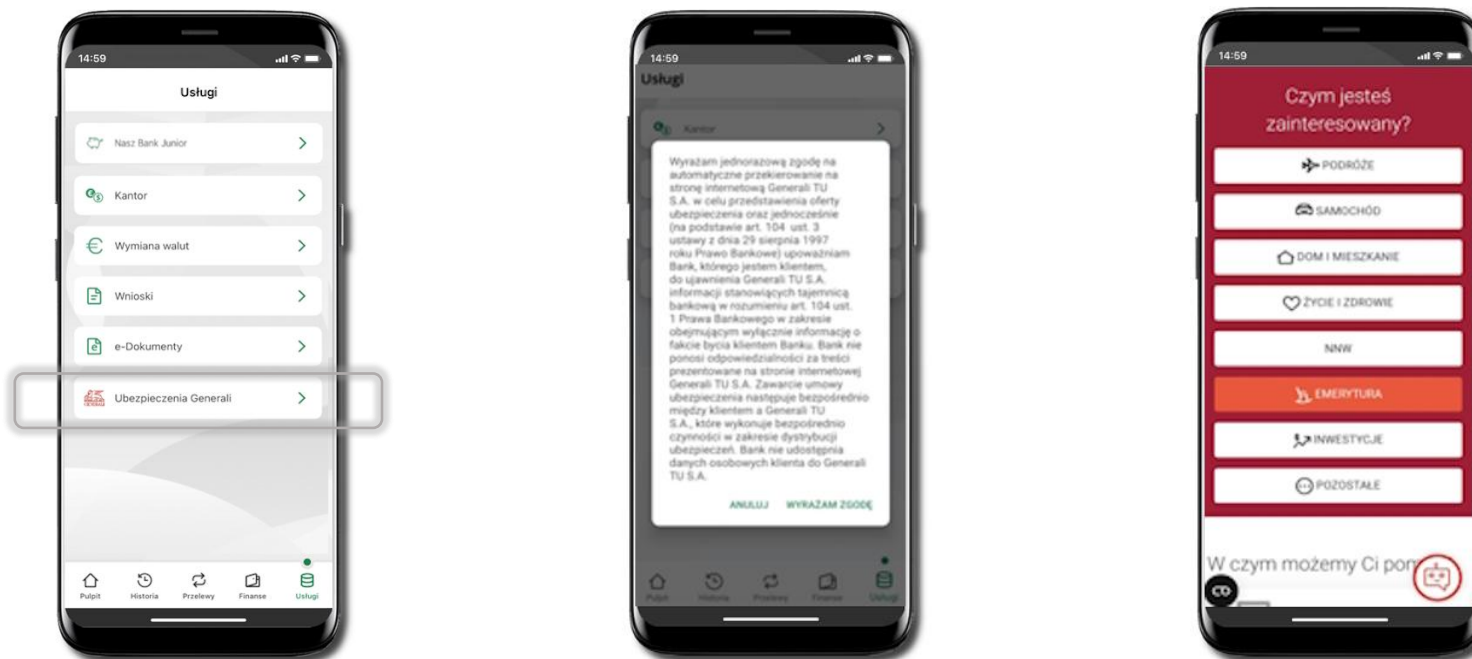 14:59
Usługi
Nasz Bank Junior
Kantor
Wymiana walut
Wnioski
e-Dokumenty
Ubezpieczenia Generali
Pulpit
Historia
Przelewy
Finanse
Usługi
14:59
Usługi
Kantor
Wyrażam jednorazową zgodę na
automatyczne przekierowanie na
stronę internetową Generali TU
S.A. w celu przedstawienia oferty
ubezpieczenia oraz jednocześnie
(na podstawie art. 104 ust. 3
ustawy z dnia 29 sierpnia 1997
roku Prawo Bankowe) upoważniam
Bank, którego jestem klientem,
do ujawnienia Generali TU S.A.
informacji stanowiących tajemnicą
bankową w rozumieniu art. 104 ust.
1 Prawa Bankowego w zakresie
obejmującym wyłącznie informację o
fakcie bycia klientem Banku. Bank nie
ponosi odpowiedzialności za treści
prezentowane na stronie internetowej
Generali TU S.A. Zawarcie umowy
ubezpieczenia następuje bezpośrednio
między klientem a Generali TU
S.A., które wykonuje bezpośrednio
czynności w zakresie dystrybucji
ubezpieczeń. Bank nie udostępnia
danych osobowych klienta do Generali
TU S.A.
ANULUJ WYRAŻAM ZGODĘ
Pulpit
Historia
Przelewy
Finanse
Usługi
14:59
Czym jesteś
zainteresowany?
PODRÓŻE
SAMOCHÓD
DOM I MIESZKANIE
ŻYCIE I ZDROWIE
NNW
EMERYTURA
INWESTYCJE
POZOSTAŁE
W czym możemy Ci pom